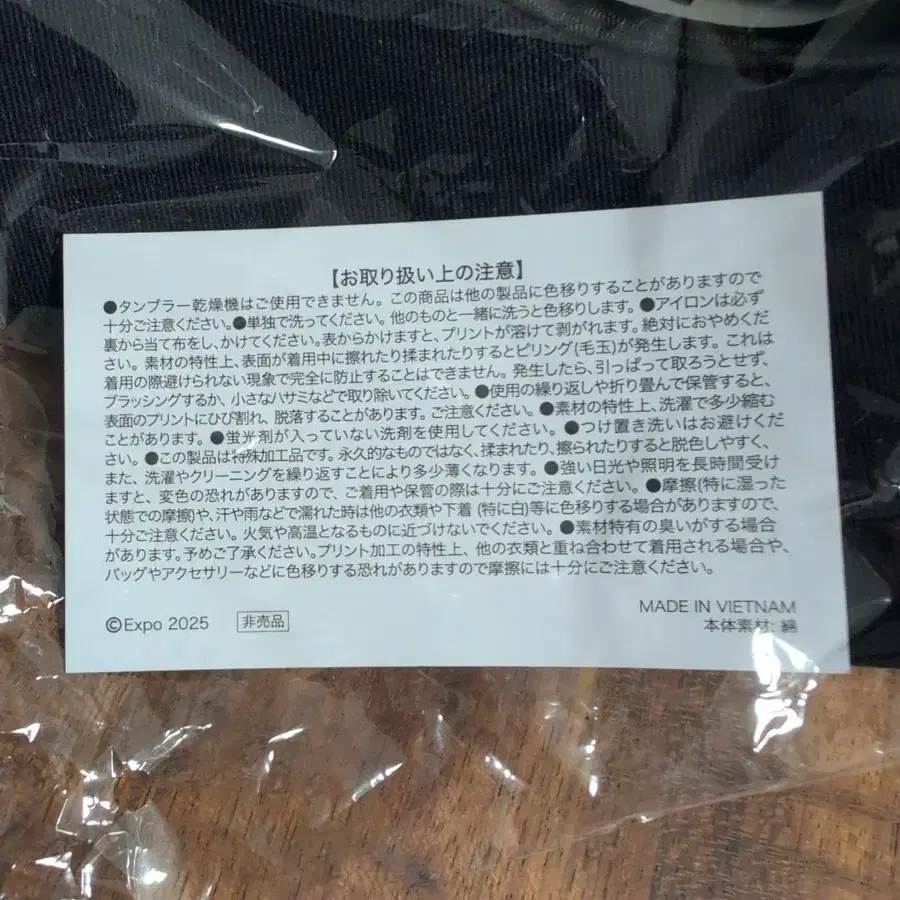 【お取り扱い上の注意】
●タンブラー乾燥機はご使用できません。この商品は他の製品に色移りすることがありますので
十分ご注意ください。●単独で洗ってください。他のものと一緒に洗うと色移りします。●アイロンは必ず
裏から当て布をし、かけてください。表からかけますと、プリントが溶けて剥がれます。絶対におやめくだ
さい。素材の特性上、表面が着用中に擦れたり揉まれたりするとピリング(毛玉)が発生します。これは
着用の際避けられない現象で完全に防止することはできません。発生したら、引っぱって取ろうとせず、
ブラッシングするか、小さなハサミなどで取り除いてください。●使用の繰り返しや折り畳んで保管すると、
表面のプリントにひび割れ、脱落することがあります。ご注意ください。●素材の特性上、洗濯で多少縮む
ことがあります。●蛍光剤が入っていない洗剤を使用してください。●つけ置き洗いはお避けくだ
さい。●この製品は特殊加工品です。永久的なものではなく、揉まれたり、擦られたりすると脱色しやすく、
また、洗濯やクリーニングを繰り返すことにより多少薄くなります。●強い日光や照明を長時間受け
ますと、変色の恐れがありますので、ご着用や保管の際は十分にご注意ください。●摩擦(特に湿った
状態での摩擦)や、汗や雨などで濡れた時は他の衣類や下着(特に白)等に色移りする場合がありますので、
十分ご注意ください。火気や高温となるものに近づけないでください。●素材特有の臭いがする場合
があります。予めご了承ください。プリント加工の特性上、他の衣類と重ね合わせて着用される場合や、
バッグやアクセサリーなどに色移りする恐れがありますので摩擦には十分にご注意ください。
©Expo 2025 非売品
MADE IN VIETNAM
本体素材: 綿